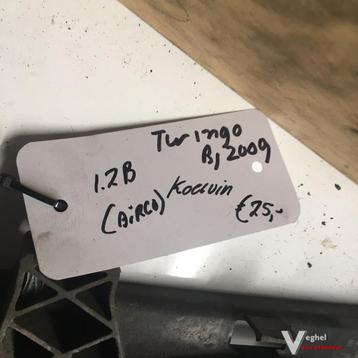 Twingo
B, 2009
1.2B
Koelvin
(AiRCO)
€25,-
Veghel